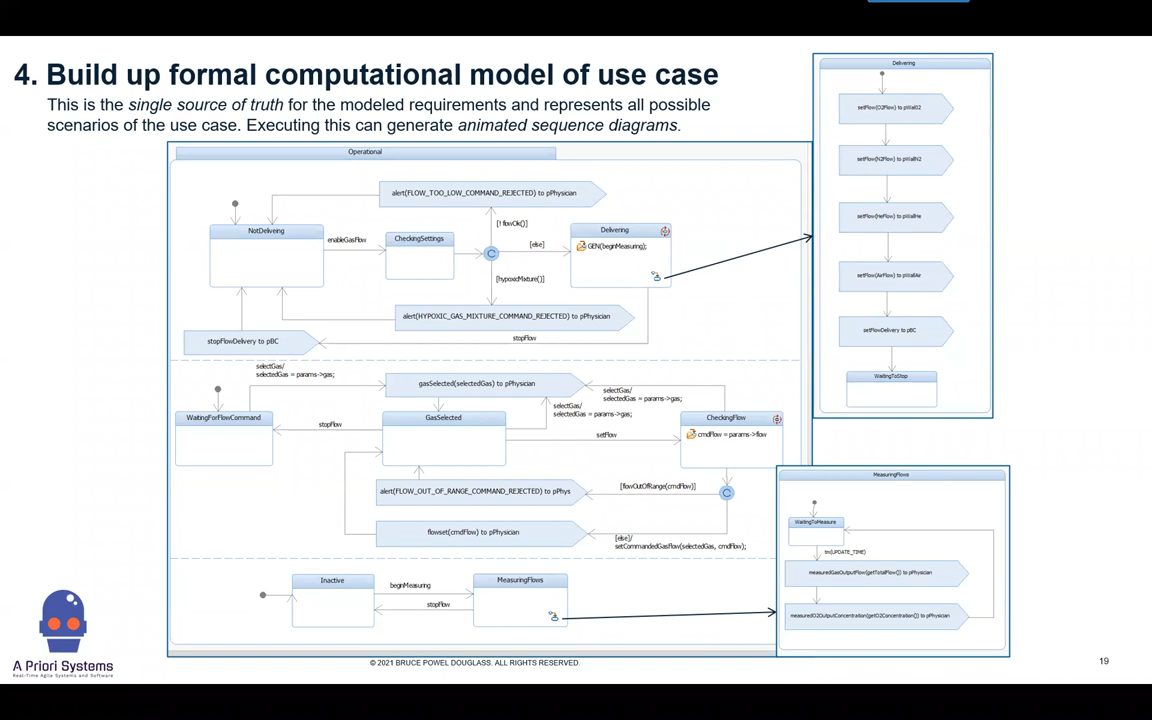 4. Build up formal computational model of use case
This is the single source of truth for the modeled requirements and represents all possible
scenarios of the use case. Executing this can generate animated sequence diagrams.
Operational
alert(FLOW_TOO_LOW_COMMAND_REJECTED) to pPhysician
[! flowOk()]
NotDelivering
enableGasFlow
CheckingSettings
C
[else]
Delivering
GEN(beginMeasuring);
[hypoxicMixture()]
alert(HYPOXIC_GAS_MIXTURE_COMMAND_REJECTED) to pPhysician
stopFlow
stopFlowDelivery to pBC
selectGas/
selectedGas = params->gas;
gasSelected(selectedGas) to pPhysician
selectGas/
selectedGas = params->gas;
selectGas/
selectedGas = params->gas;
WaitingForFlowCommand
stopflow
GasSelected
setFlow
CheckingFlow
cmdFlow = params->flow
[flowOutOfRange(cmdFlow)]
C
alert(FLOW_OUT_OF_RANGE_COMMAND_REJECTED) to pPhys
flowset(cmdFlow) to pPhysician
[else]/
setCommandedGasFlow(selectedGas, cmdFlow);
Inactive
beginMeasuring
stopFlow
MeasuringFlows
Delivering
setFlow(O2Flow) to pWallO2
setFlow(N2Flow) to pWallN2
setFlow(HeFlow) to pWallHe
setFlow(AirFlow) to pWallAir
setFlowDelivery to pBC
WaitingToStop
MeasuringFlows
WaitingToMeasure
tm(UPDATE_TIME)
measuredGasOutputFlow(getTotalFlow()) to pPhysician
measuredO2OutputConcentration(getO2Concentration()) to pPhysician
A Priori Systems
Real-Time Agile Systems and Software
© 2021 BRUCE POWEL DOUGLASS. ALL RIGHTS RESERVED.
19